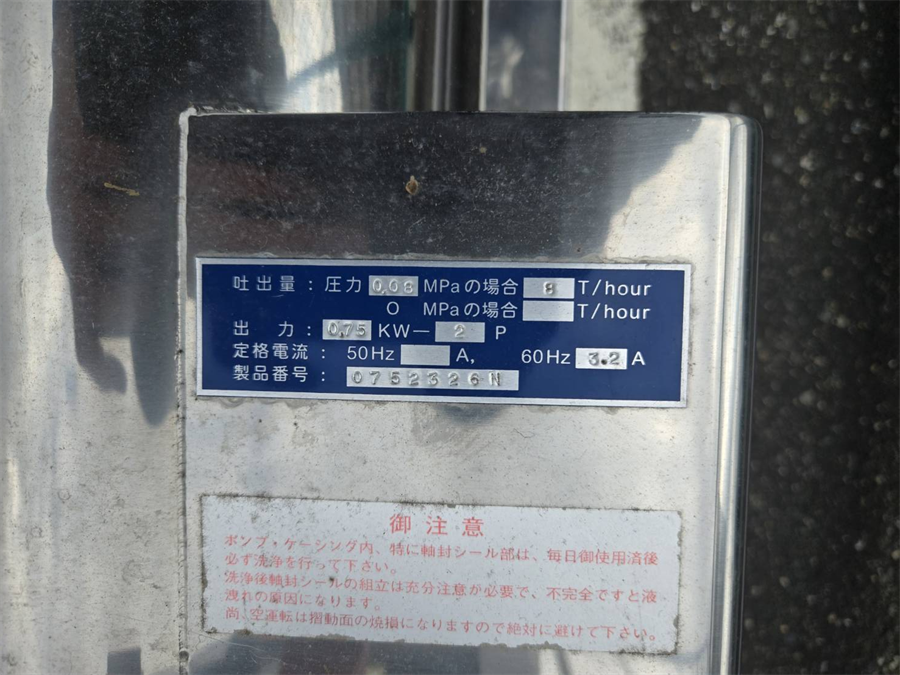 吐出量：圧力 0.08 MPaの場合 8 T/hour
O MPaの場合 T/hour
出力：0.75 KW－2 P
定格電流： 50Hz A, 60Hz 3.2 A
製品番号：0752326N
御注意
ポンプ・ケーシング内、特に軸封シール部は、毎日御使用済後
必ず洗浄を行って下さい。
洗浄後軸封シールの組立は充分注意が必要で、不完全ですと液
洩れの原因になります。
尚、空運転は摺動面の焼損になりますので絶対に避けて下さい。